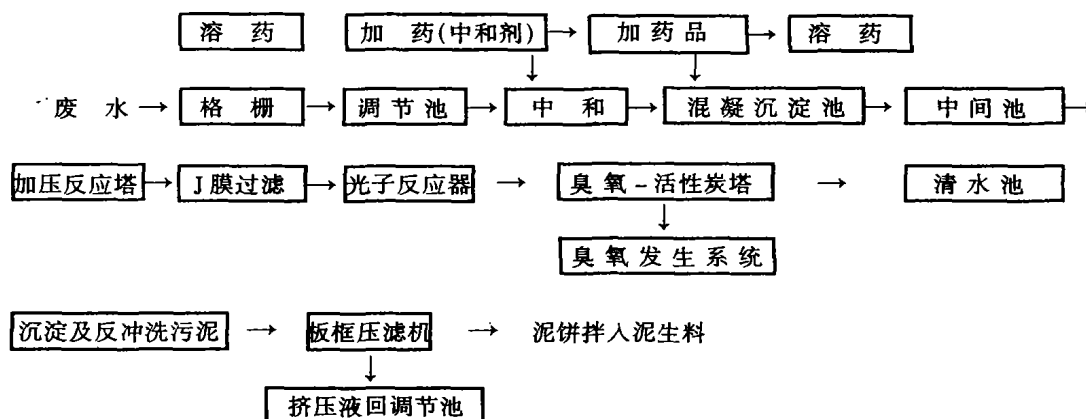 溶药 加药(中和剂) → 加药品 → 溶药
废水 → 格栅 → 调节池 → 中和 → 混凝沉淀池 → 中间池
加压反应塔 → J膜过滤 → 光子反应器 → 臭氧-活性炭塔 → 清水池
臭氧发生系统
沉淀及反冲洗污泥 → 板框压滤机 → 泥饼拌入泥生料
挤压液回调节池